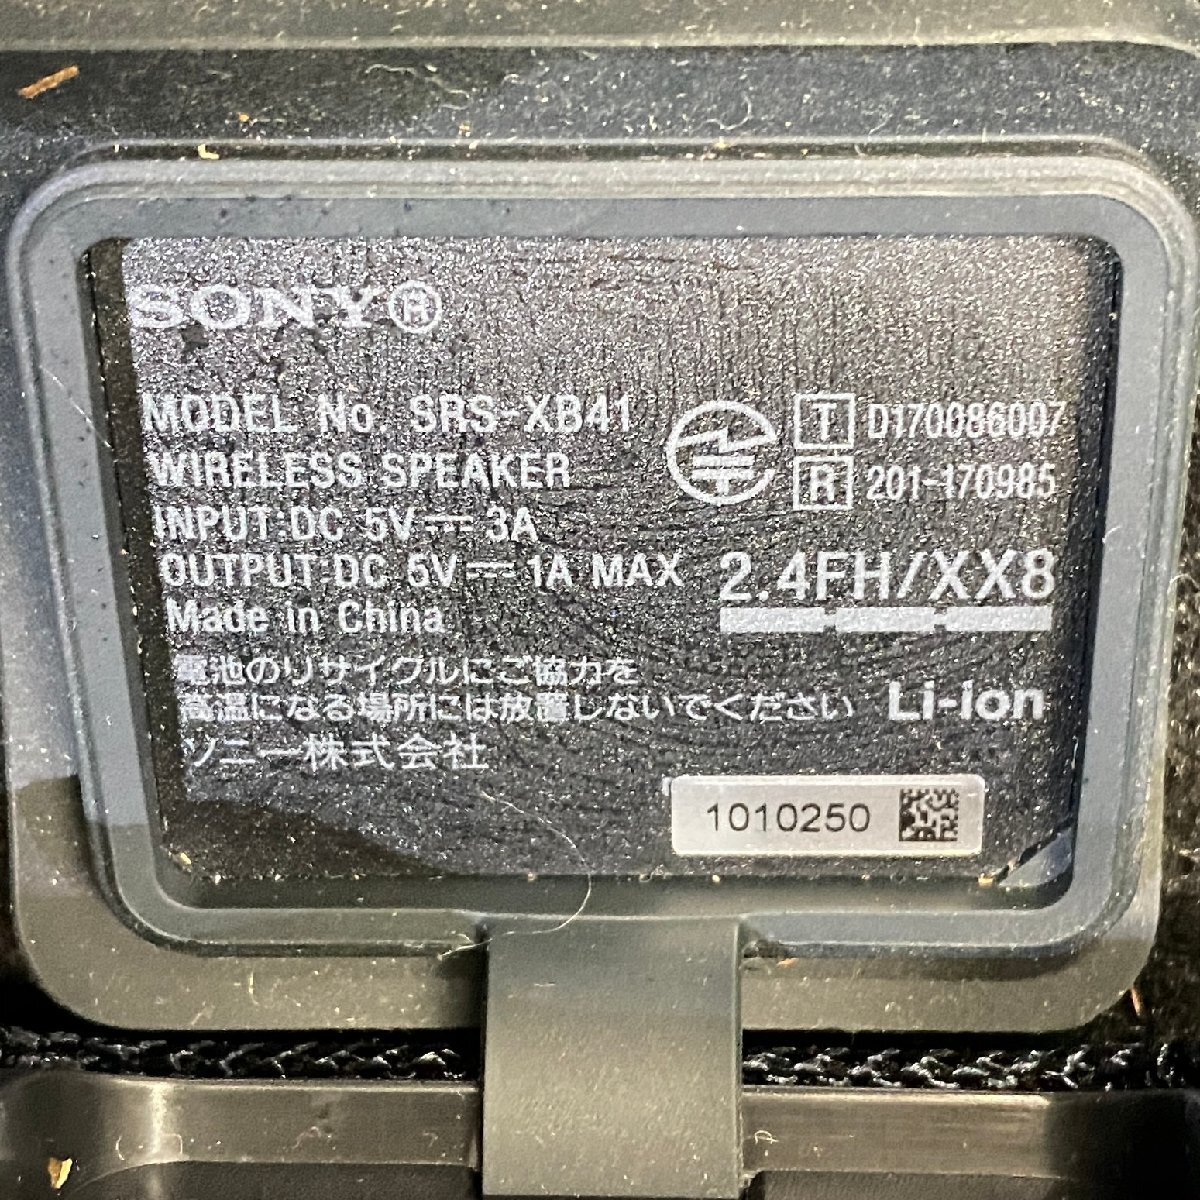 SONY®
MODEL No. SRS-XB41
WIRELESS SPEAKER
INPUT:DC 5V⎓3A
OUTPUT:DC 5V⎓1A MAX
Made in China
T D170086007
R 201-170985
2.4FH/XX8
電池のリサイクルにご協力を
高温になる場所には放置しないでください
ソニー株式会社
Li-ion
1010250